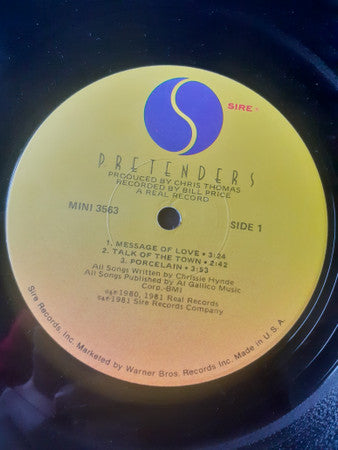 SIRE
PRETENDERS
PRODUCED BY CHRIS THOMAS
RECORDED BY BILL PRICE
A REAL RECORD
MINI 3563
SIDE 1
1. MESSAGE OF LOVE • 3:24
2. TALK OF THE TOWN • 2:42
3. PORCELAIN • 3:53
All Songs Written by Chrissie Hynde
All Songs Published by Al Gallico Music
Corp.-BMI
℗&© 1980, 1981 Real Records
℗&© 1981 Sire Records Company
Sire Records, Inc. Marketed by Warner Bros. Records Inc. Made in U.S.A.